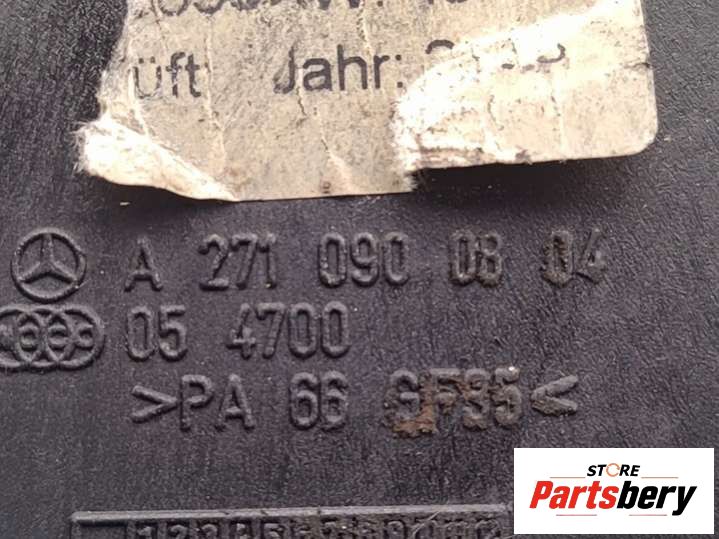 üft: Jahr:
A 271 090 08 04
05 4700
>PA 66 GF35<
STORE
Partsbery